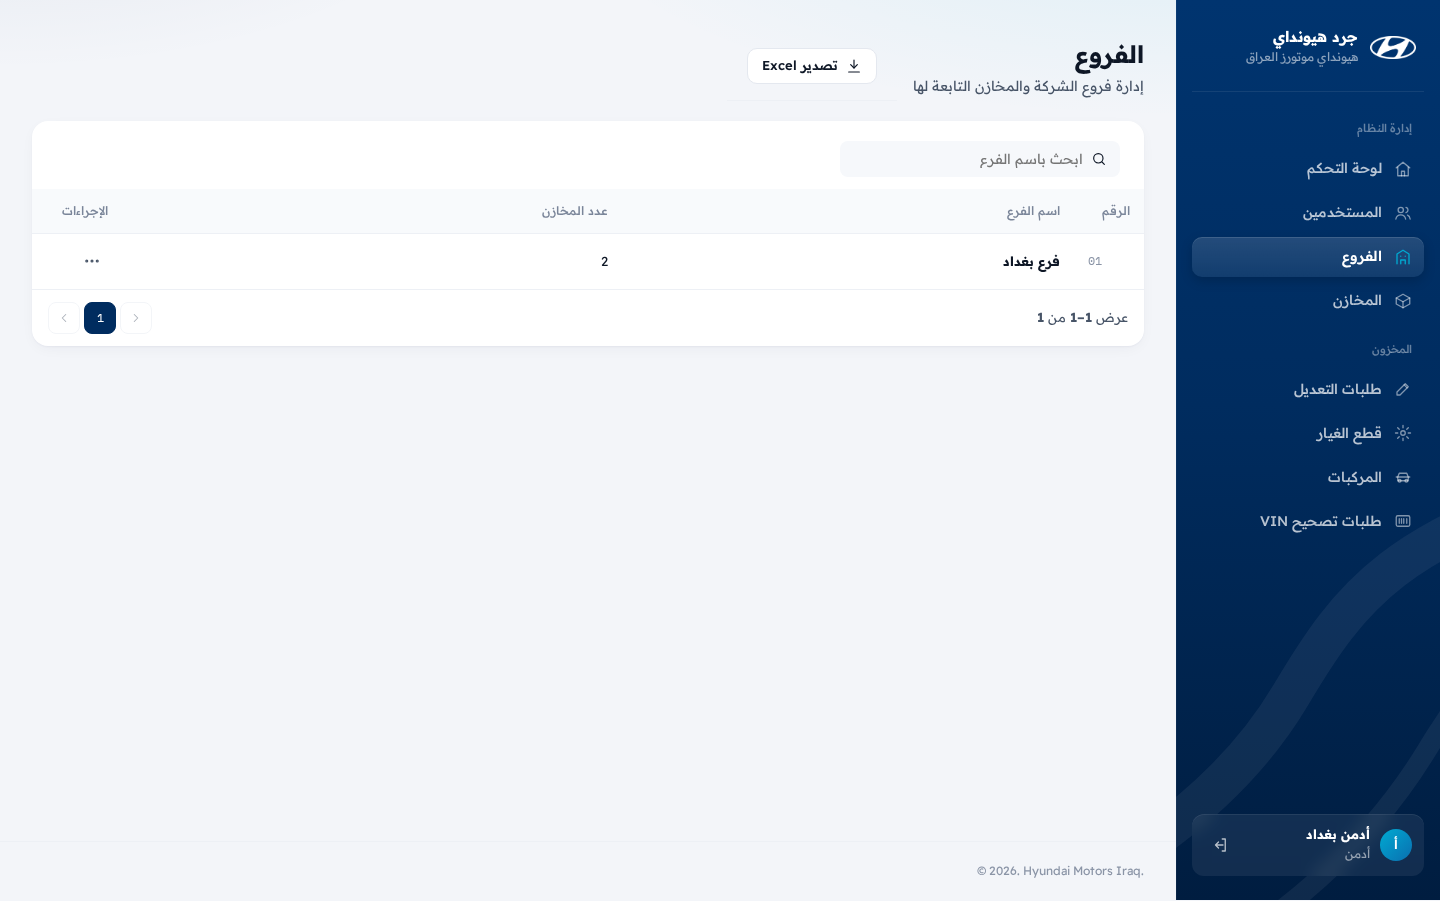 جرد هيونداي
هيونداي موتورز العراق
إدارة النظام
لوحة التحكم
المستخدمين
الفروع
المخازن
المخزون
طلبات التعديل
قطع الغيار
المركبات
طلبات تصحيح VIN
أ
أدمن بغداد
أدمن
الفروع
إدارة فروع الشركة والمخازن التابعة لها
تصدير Excel
ابحث باسم الفرع
الرقم اسم الفرع عدد المخازن الإجراءات
01 فرع بغداد 2
عرض 1–1 من 1
1
© 2026. Hyundai Motors Iraq.